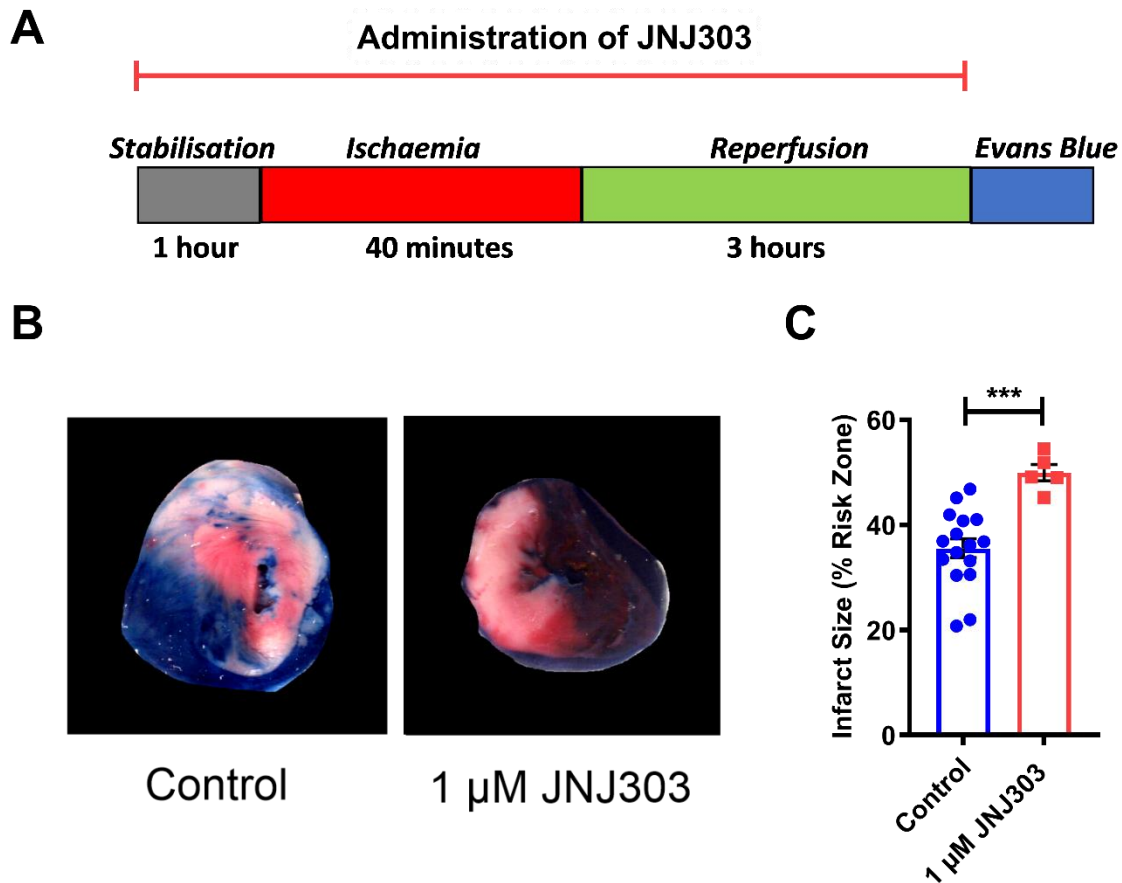 A
Administration of JNJ303
Stabilisation Ischaemia Reperfusion Evans Blue
1 hour 40 minutes 3 hours
B
Control
1 µM JNJ303
C
***
Infarct Size (% Risk Zone)
60
40
20
0
Control
1 µM JNJ303